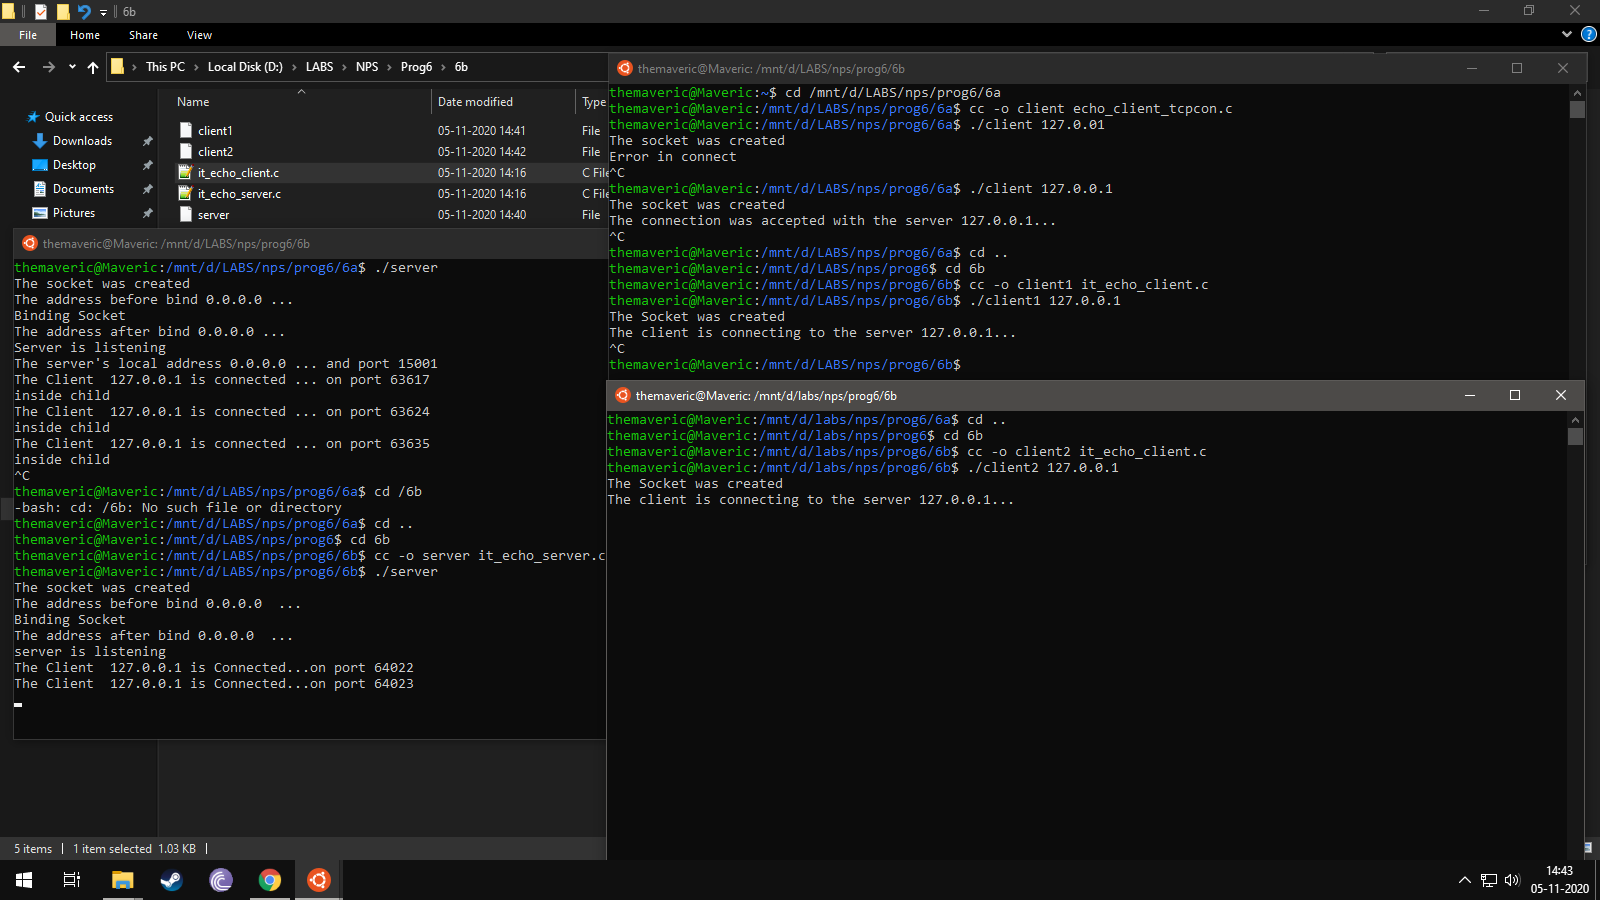 6b
File Home Share View
This PC Local Disk (D:) LABS NPS Prog6 6b
Quick access
Downloads
Desktop
Documents
Pictures
Name Date modified Type
client1 05-11-2020 14:41 File
client2 05-11-2020 14:42 File
it_echo_client.c 05-11-2020 14:16 C File
it_echo_server.c 05-11-2020 14:16 C File
server 05-11-2020 14:40 File
themaveric@Maveric: /mnt/d/LABS/nps/prog6/6b
themaveric@Maveric:~$ cd /mnt/d/LABS/nps/prog6/6a
themaveric@Maveric:/mnt/d/LABS/nps/prog6/6a$ cc -o client echo_client_tcpcon.c
themaveric@Maveric:/mnt/d/LABS/nps/prog6/6a$ ./client 127.0.01
The socket was created
Error in connect
^C
themaveric@Maveric:/mnt/d/LABS/nps/prog6/6a$ ./client 127.0.0.1
The socket was created
The connection was accepted with the server 127.0.0.1...
^C
themaveric@Maveric:/mnt/d/LABS/nps/prog6/6a$ cd ..
themaveric@Maveric:/mnt/d/LABS/nps/prog6$ cd 6b
themaveric@Maveric:/mnt/d/LABS/nps/prog6/6b$ cc -o client1 it_echo_client.c
themaveric@Maveric:/mnt/d/LABS/nps/prog6/6b$ ./client1 127.0.0.1
The Socket was created
The client is connecting to the server 127.0.0.1...
^C
themaveric@Maveric:/mnt/d/LABS/nps/prog6/6b$
themaveric@Maveric: /mnt/d/LABS/nps/prog6/6b
themaveric@Maveric:/mnt/d/LABS/nps/prog6/6a$ ./server
The socket was created
The address before bind 0.0.0.0 ...
Binding Socket
The address after bind 0.0.0.0 ...
Server is listening
The server's local address 0.0.0.0 ... and port 15001
The Client  127.0.0.1 is connected ... on port 63617
inside child
The Client  127.0.0.1 is connected ... on port 63624
inside child
The Client  127.0.0.1 is connected ... on port 63635
inside child
^C
themaveric@Maveric:/mnt/d/LABS/nps/prog6/6a$ cd /6b
-bash: cd: /6b: No such file or directory
themaveric@Maveric:/mnt/d/LABS/nps/prog6/6a$ cd ..
themaveric@Maveric:/mnt/d/LABS/nps/prog6$ cd 6b
themaveric@Maveric:/mnt/d/LABS/nps/prog6/6b$ cc -o server it_echo_server.c
themaveric@Maveric:/mnt/d/LABS/nps/prog6/6b$ ./server
The socket was created
The address before bind 0.0.0.0  ...
Binding Socket
The address after bind 0.0.0.0  ...
server is listening
The Client  127.0.0.1 is Connected...on port 64022
The Client  127.0.0.1 is Connected...on port 64023
themaveric@Maveric: /mnt/d/labs/nps/prog6/6b
themaveric@Maveric:/mnt/d/labs/nps/prog6/6a$ cd ..
themaveric@Maveric:/mnt/d/labs/nps/prog6$ cd 6b
themaveric@Maveric:/mnt/d/labs/nps/prog6/6b$ cc -o client2 it_echo_client.c
themaveric@Maveric:/mnt/d/labs/nps/prog6/6b$ ./client2 127.0.0.1
The Socket was created
The client is connecting to the server 127.0.0.1...
5 items 1 item selected 1.03 KB
14:43
05-11-2020